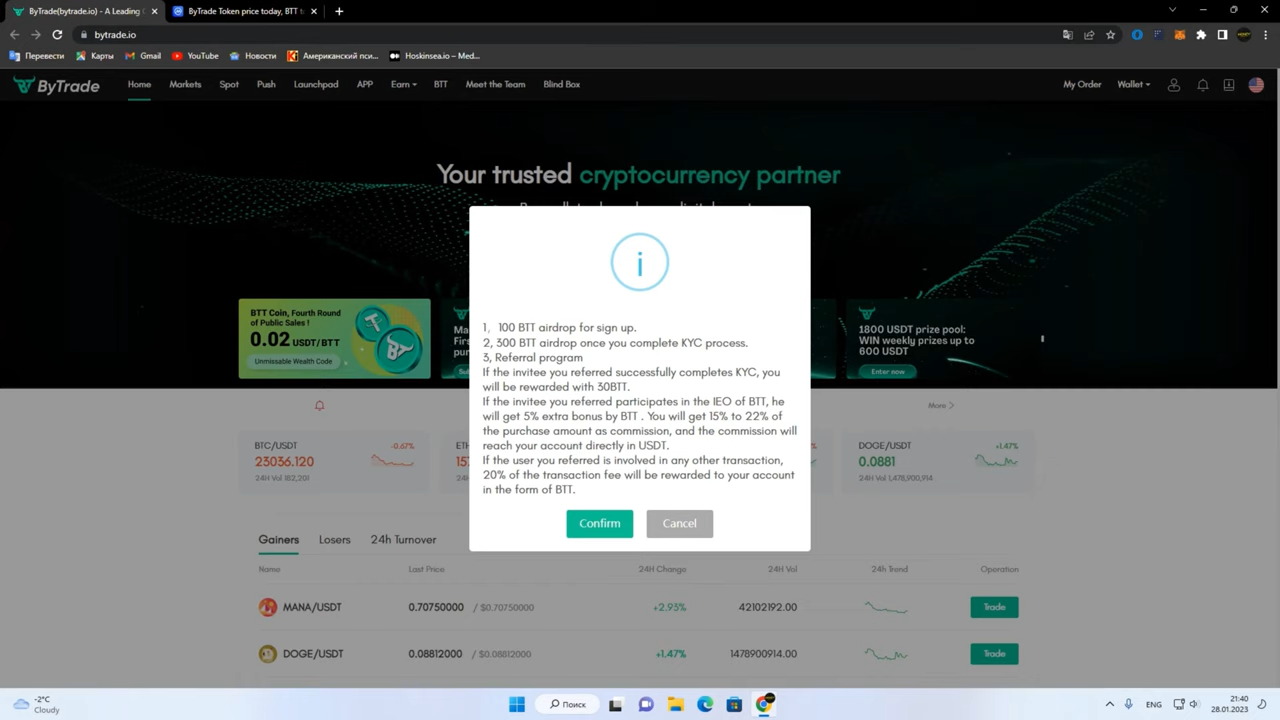 ByTrade(bytrade.io) - A Leading
ByTrade Token price today, BTT t
bytrade.io
Перевести
Карты
Gmail
YouTube
Новости
Американский пси...
Hoskinsea.io – Med...
ByTrade
Home
Markets
Spot
Push
Launchpad
APP
Earn
BTT
Meet the Team
Blind Box
My Order
Wallet
Your trusted cryptocurrency partner
BTT Coin, Fourth Round
of Public Sales !
0.02 USDT/BTT
Unmissable Wealth Code
1800 USDT prize pool:
WIN weekly prizes up to
600 USDT
Enter now
i
1、100 BTT airdrop for sign up.
2, 300 BTT airdrop once you complete KYC process.
3, Referral program
If the invitee you referred successfully completes KYC, you
will be rewarded with 30BTT.
If the invitee you referred participates in the IEO of BTT, he
will get 5% extra bonus by BTT . You will get 15% to 22% of
the purchase amount as commission, and the commission will
reach your account directly in USDT.
If the user you referred is involved in any other transaction,
20% of the transaction fee will be rewarded to your account
in the form of BTT.
Confirm
Cancel
More
BTC/USDT
-0.67%
23036.120
24H Vol 182,201
DOGE/USDT
+1.47%
0.0881
24H Vol 1,478,900,914
Gainers
Losers
24h Turnover
Name
Last Price
24H Change
24H Vol
24h Trend
Operation
MANA/USDT
0.70750000 / $0.70750000
+2.93%
42102192.00
Trade
DOGE/USDT
0.08812000 / $0.08812000
+1.47%
1478900914.00
Trade
-2°C
Cloudy
Поиск
ENG
21:40
28.01.2023